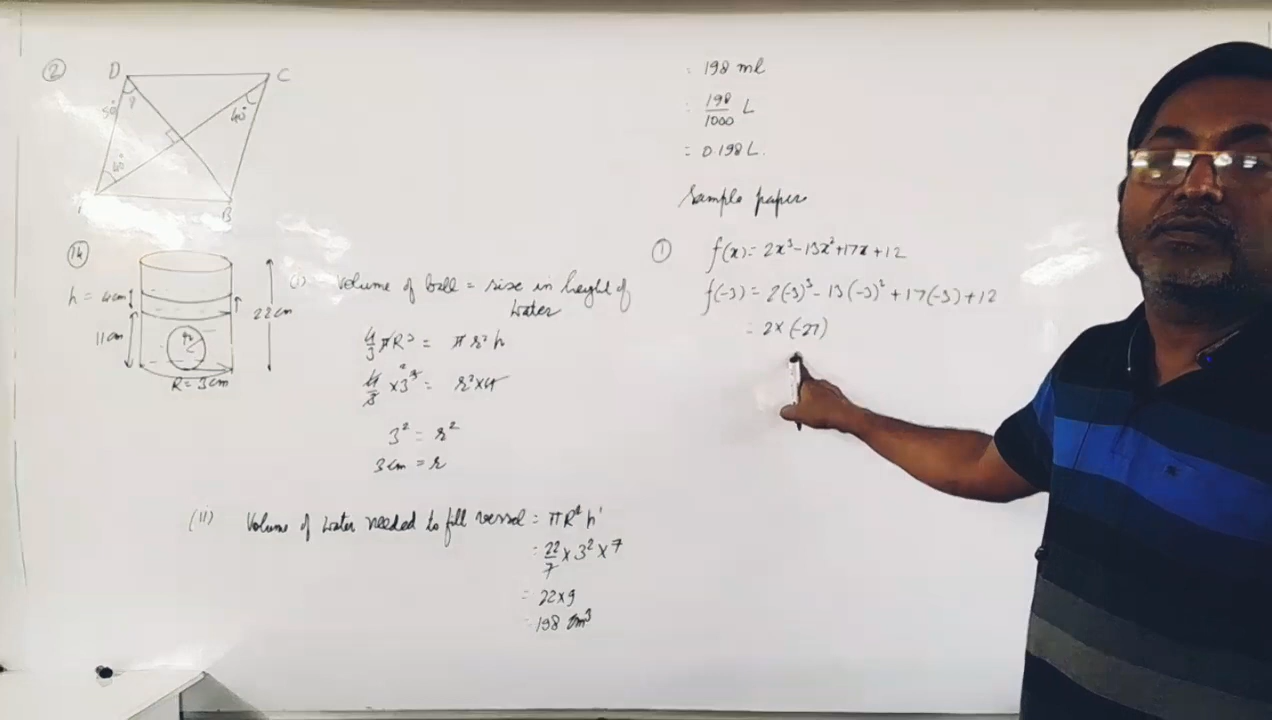 ②
D
C
50°
?
40°
40°
B
⑭
h = 4cm
11cm
22cm
R = 3cm
(i) Volume of ball = rise in height of
water
4/3 πR³ = πr²h
4/3 × 3³ = r² × 4
3² = r²
3cm = r
(ii) Volume of water needed to fill vessel = πR²h'
= 22/7 × 3² × 7
= 22×9
= 198 cm³
= 198 ml
= 198/1000 L
= 0.198 L.
Sample paper
① f(x) = 2x³-13x²+17x+12
f(-3) = 2(-3)³ - 13(-3)² + 17(-3) + 12
= 2×(-27)